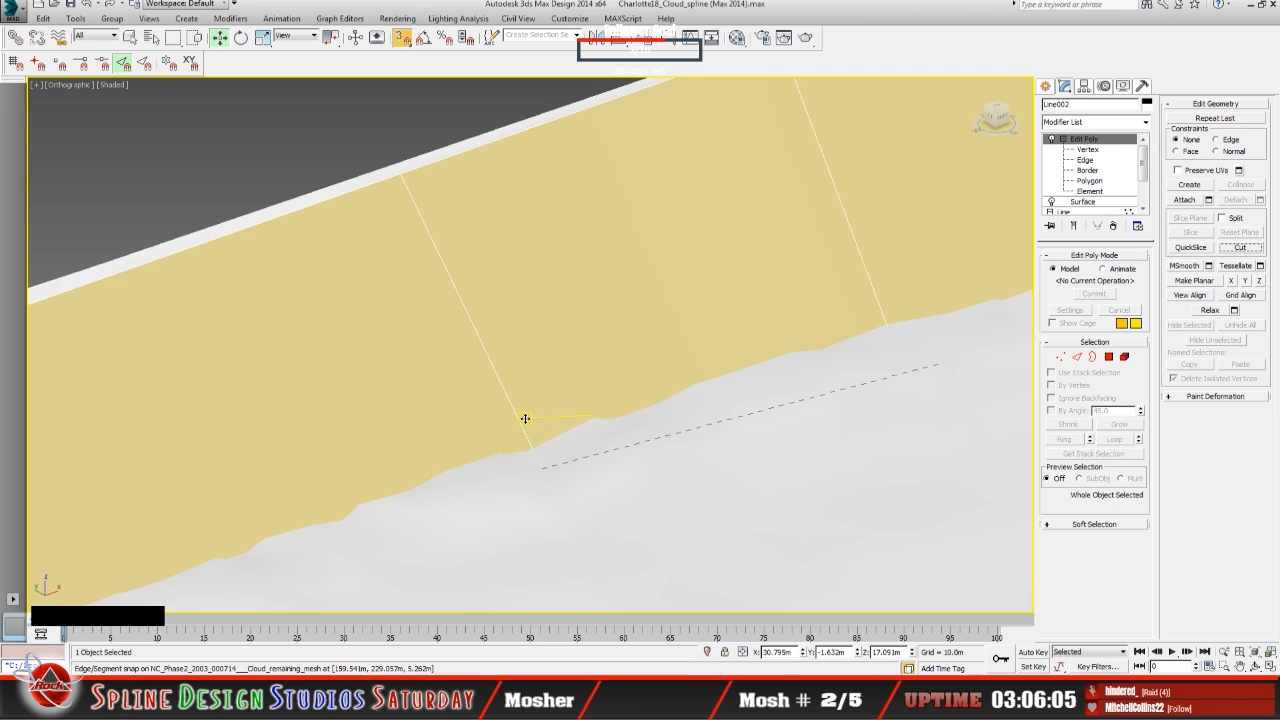 Workspace: Default
Autodesk 3ds Max Design 2014 x64 Charlotte18_Cloud_spline (Max 2014).max
Type a keyword or phrase
MXD Edit Tools Group Views Create Modifiers Animation Graph Editors Rendering Lighting Analysis Civil View Customize MAXScript Help
All View Create Selection Se
XY
[+][Orthographic][Shaded]
Line002
Modifier List
Edit Poly
Vertex
Edge
Border
Polygon
Element
Surface
Line
Edit Poly Mode
Model Animate
<No Current Operation>
Commit
Settings Cancel
Show Cage
Selection
Use Stack Selection
By Vertex
Ignore Backfacing
By Angle: 45.0
Shrink Grow
Ring Loop
Get Stack Selection
Preview Selection
Off SubObj Multi
Whole Object Selected
Soft Selection
Edit Geometry
Repeat Last
Constraints
None Edge
Face Normal
Preserve UVs
Create Collapse
Attach Detach
Slice Plane Split
Slice Reset Plane
QuickSlice Cut
MSmooth Tessellate
Make Planar X Y Z
View Align Grid Align
Relax
Hide Selected Unhide All
Hide Unselected
Named Selections:
Copy Paste
Delete Isolated Vertices
Paint Deformation
z
y x
5 10 15 20 25 30 35 40 45 50 55 60 65 70 75 80 85 90 95 100
1 Object Selected X: 30.795m Y: -1.632m Z: 17.091m Grid = 10.0m
Auto Key Selected
Edge/Segment snap on NC_Phase2_2003_000714___Cloud_remaining_mesh at [159.541m, 229.057m, 5.262m]
Add Time Tag
Set Key Key Filters... 0
Spline Design Studios Saturday Mosher Mosh # 2/5 UPTIME 03:06:05
hindered_ [Raid (4)]
MitchellCollins22 [Follow]